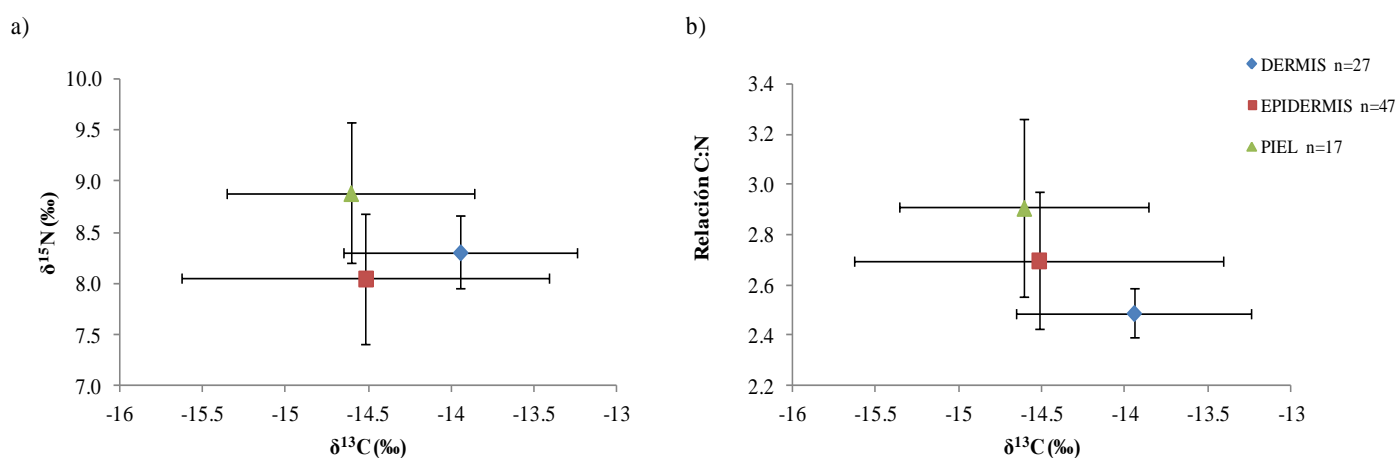 a)
δ¹⁵N (‰)
10.0
9.5
9.0
8.5
8.0
7.5
7.0
-16 -15.5 -15 -14.5 -14 -13.5 -13
δ¹³C (‰)
b)
Relación C:N
3.4
3.2
3.0
2.8
2.6
2.4
2.2
-16 -15.5 -15 -14.5 -14 -13.5 -13
δ¹³C (‰)
DERMIS n=27
EPIDERMIS n=47
PIEL n=17